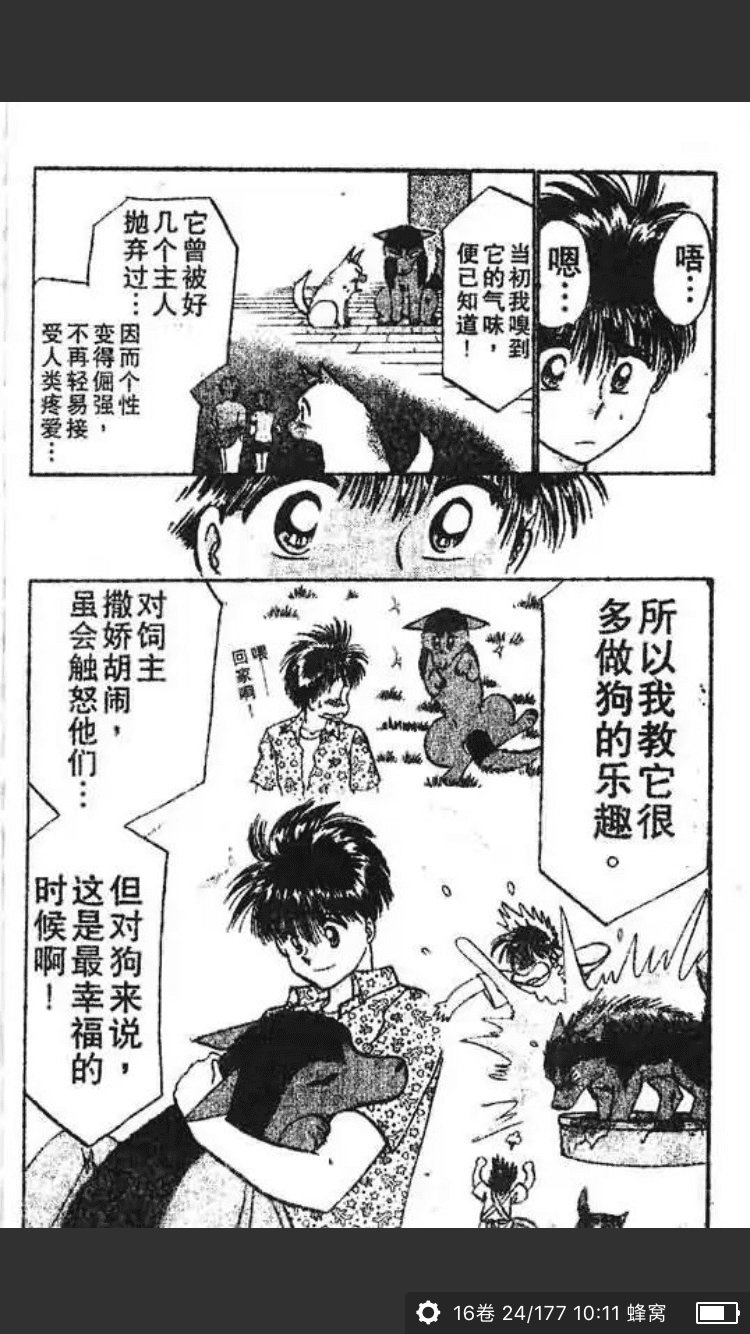 唔…
嗯…
当初我嗅到
它的气味，
便已知道！
它曾被好
几个主人
抛弃过…
因而个性
变得倔强，
不再轻易接
受人类疼爱…
所以我教它很
多做狗的乐趣。
喂——
回家啊！
对饲主
撒娇胡闹，
虽会触怒他们…
但对狗来说，
这是最幸福的
时候啊！
16卷 24/177 10:11 蜂窝